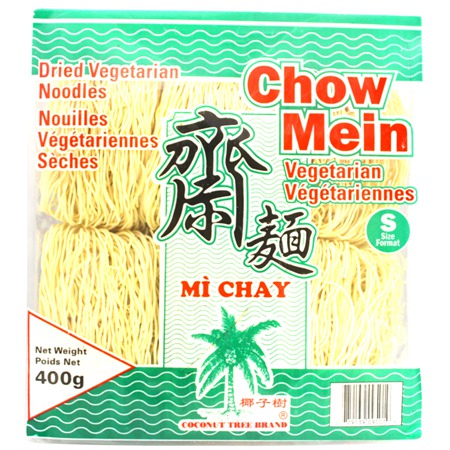 Dried Vegetarian
Noodles
Nouilles
Végétariennes
Sèches
Chow
Mein
Vegetarian
Végétariennes
S
Size
Format
齋
麵
MÌ CHAY
Net Weight
Poids Net
400g
椰子樹
®
COCONUT TREE BRAND